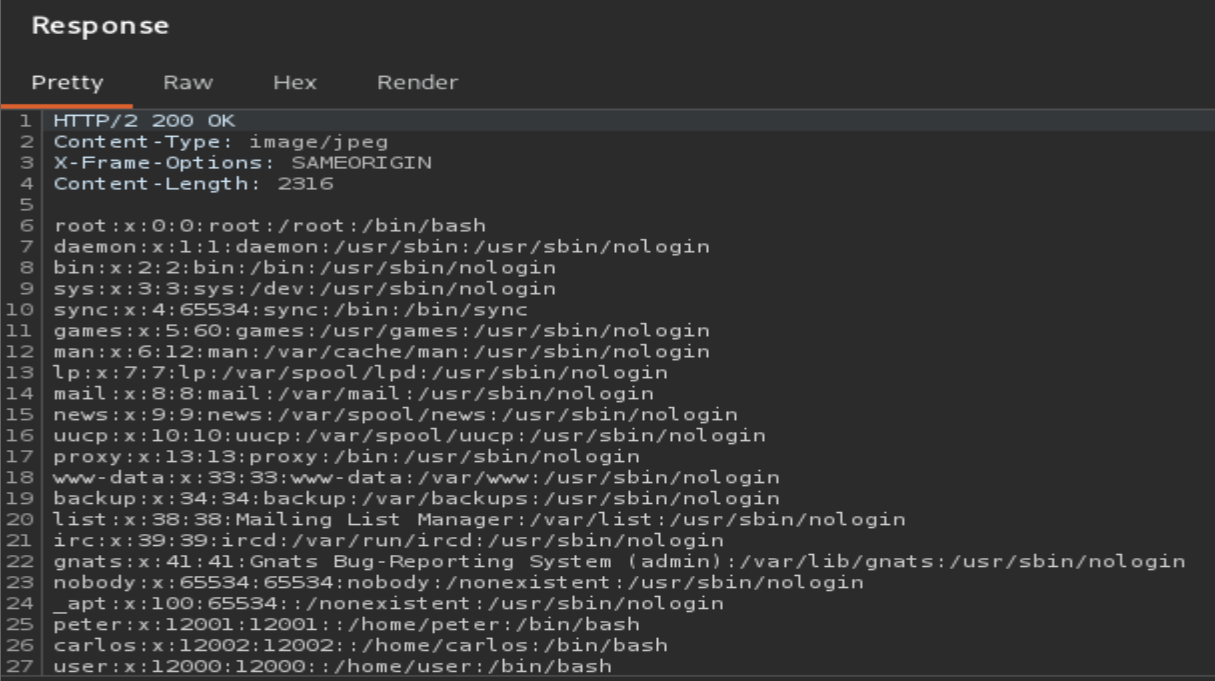 Response
Pretty Raw Hex Render
1 HTTP/2 200 OK
2 Content-Type: image/jpeg
3 X-Frame-Options: SAMEORIGIN
4 Content-Length: 2316
5
6 root:x:0:0:root:/root:/bin/bash
7 daemon:x:1:1:daemon:/usr/sbin:/usr/sbin/nologin
8 bin:x:2:2:bin:/bin:/usr/sbin/nologin
9 sys:x:3:3:sys:/dev:/usr/sbin/nologin
10 sync:x:4:65534:sync:/bin:/bin/sync
11 games:x:5:60:games:/usr/games:/usr/sbin/nologin
12 man:x:6:12:man:/var/cache/man:/usr/sbin/nologin
13 lp:x:7:7:lp:/var/spool/lpd:/usr/sbin/nologin
14 mail:x:8:8:mail:/var/mail:/usr/sbin/nologin
15 news:x:9:9:news:/var/spool/news:/usr/sbin/nologin
16 uucp:x:10:10:uucp:/var/spool/uucp:/usr/sbin/nologin
17 proxy:x:13:13:proxy:/bin:/usr/sbin/nologin
18 www-data:x:33:33:www-data:/var/www:/usr/sbin/nologin
19 backup:x:34:34:backup:/var/backups:/usr/sbin/nologin
20 list:x:38:38:Mailing List Manager:/var/list:/usr/sbin/nologin
21 irc:x:39:39:ircd:/var/run/ircd:/usr/sbin/nologin
22 gnats:x:41:41:Gnats Bug-Reporting System (admin):/var/lib/gnats:/usr/sbin/nologin
23 nobody:x:65534:65534:nobody:/nonexistent:/usr/sbin/nologin
24 _apt:x:100:65534::/nonexistent:/usr/sbin/nologin
25 peter:x:12001:12001::/home/peter:/bin/bash
26 carlos:x:12002:12002::/home/carlos:/bin/bash
27 user:x:12000:12000::/home/user:/bin/bash